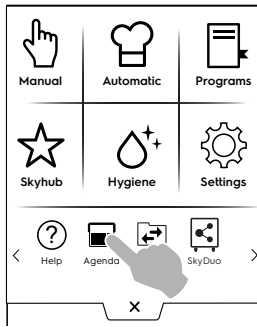 Manual Automatic Programs
Skyhub Hygiene Settings
? 
Help Agenda SkyDuo
< >
X